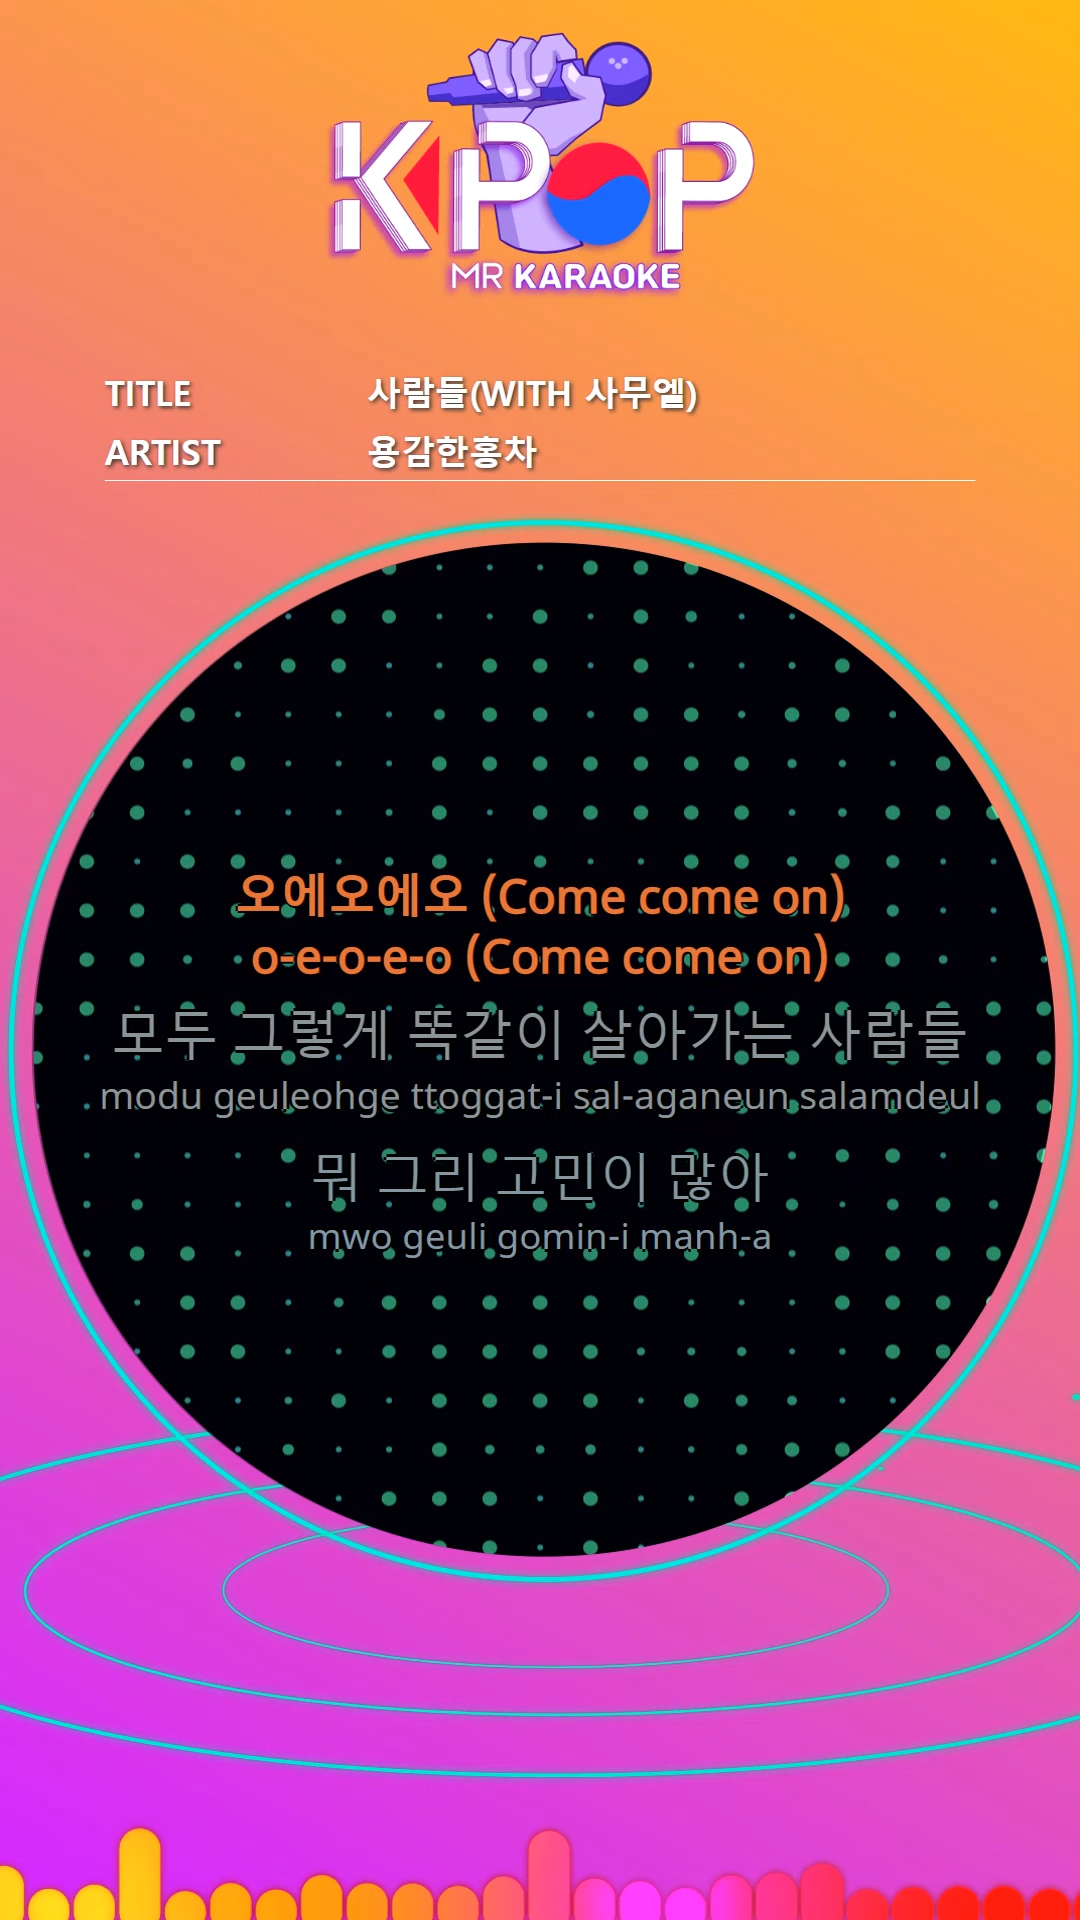 KPOP
MR KARAOKE
TITLE 사람들(WITH 사무엘)
ARTIST 용감한홍차
오에오에오 (Come come on)
o-e-o-e-o (Come come on)
모두 그렇게 똑같이 살아가는 사람들
modu geuleohge ttoggat-i sal-aganeun salamdeul
뭐 그리 고민이 많아
mwo geuli gomin-i manh-a